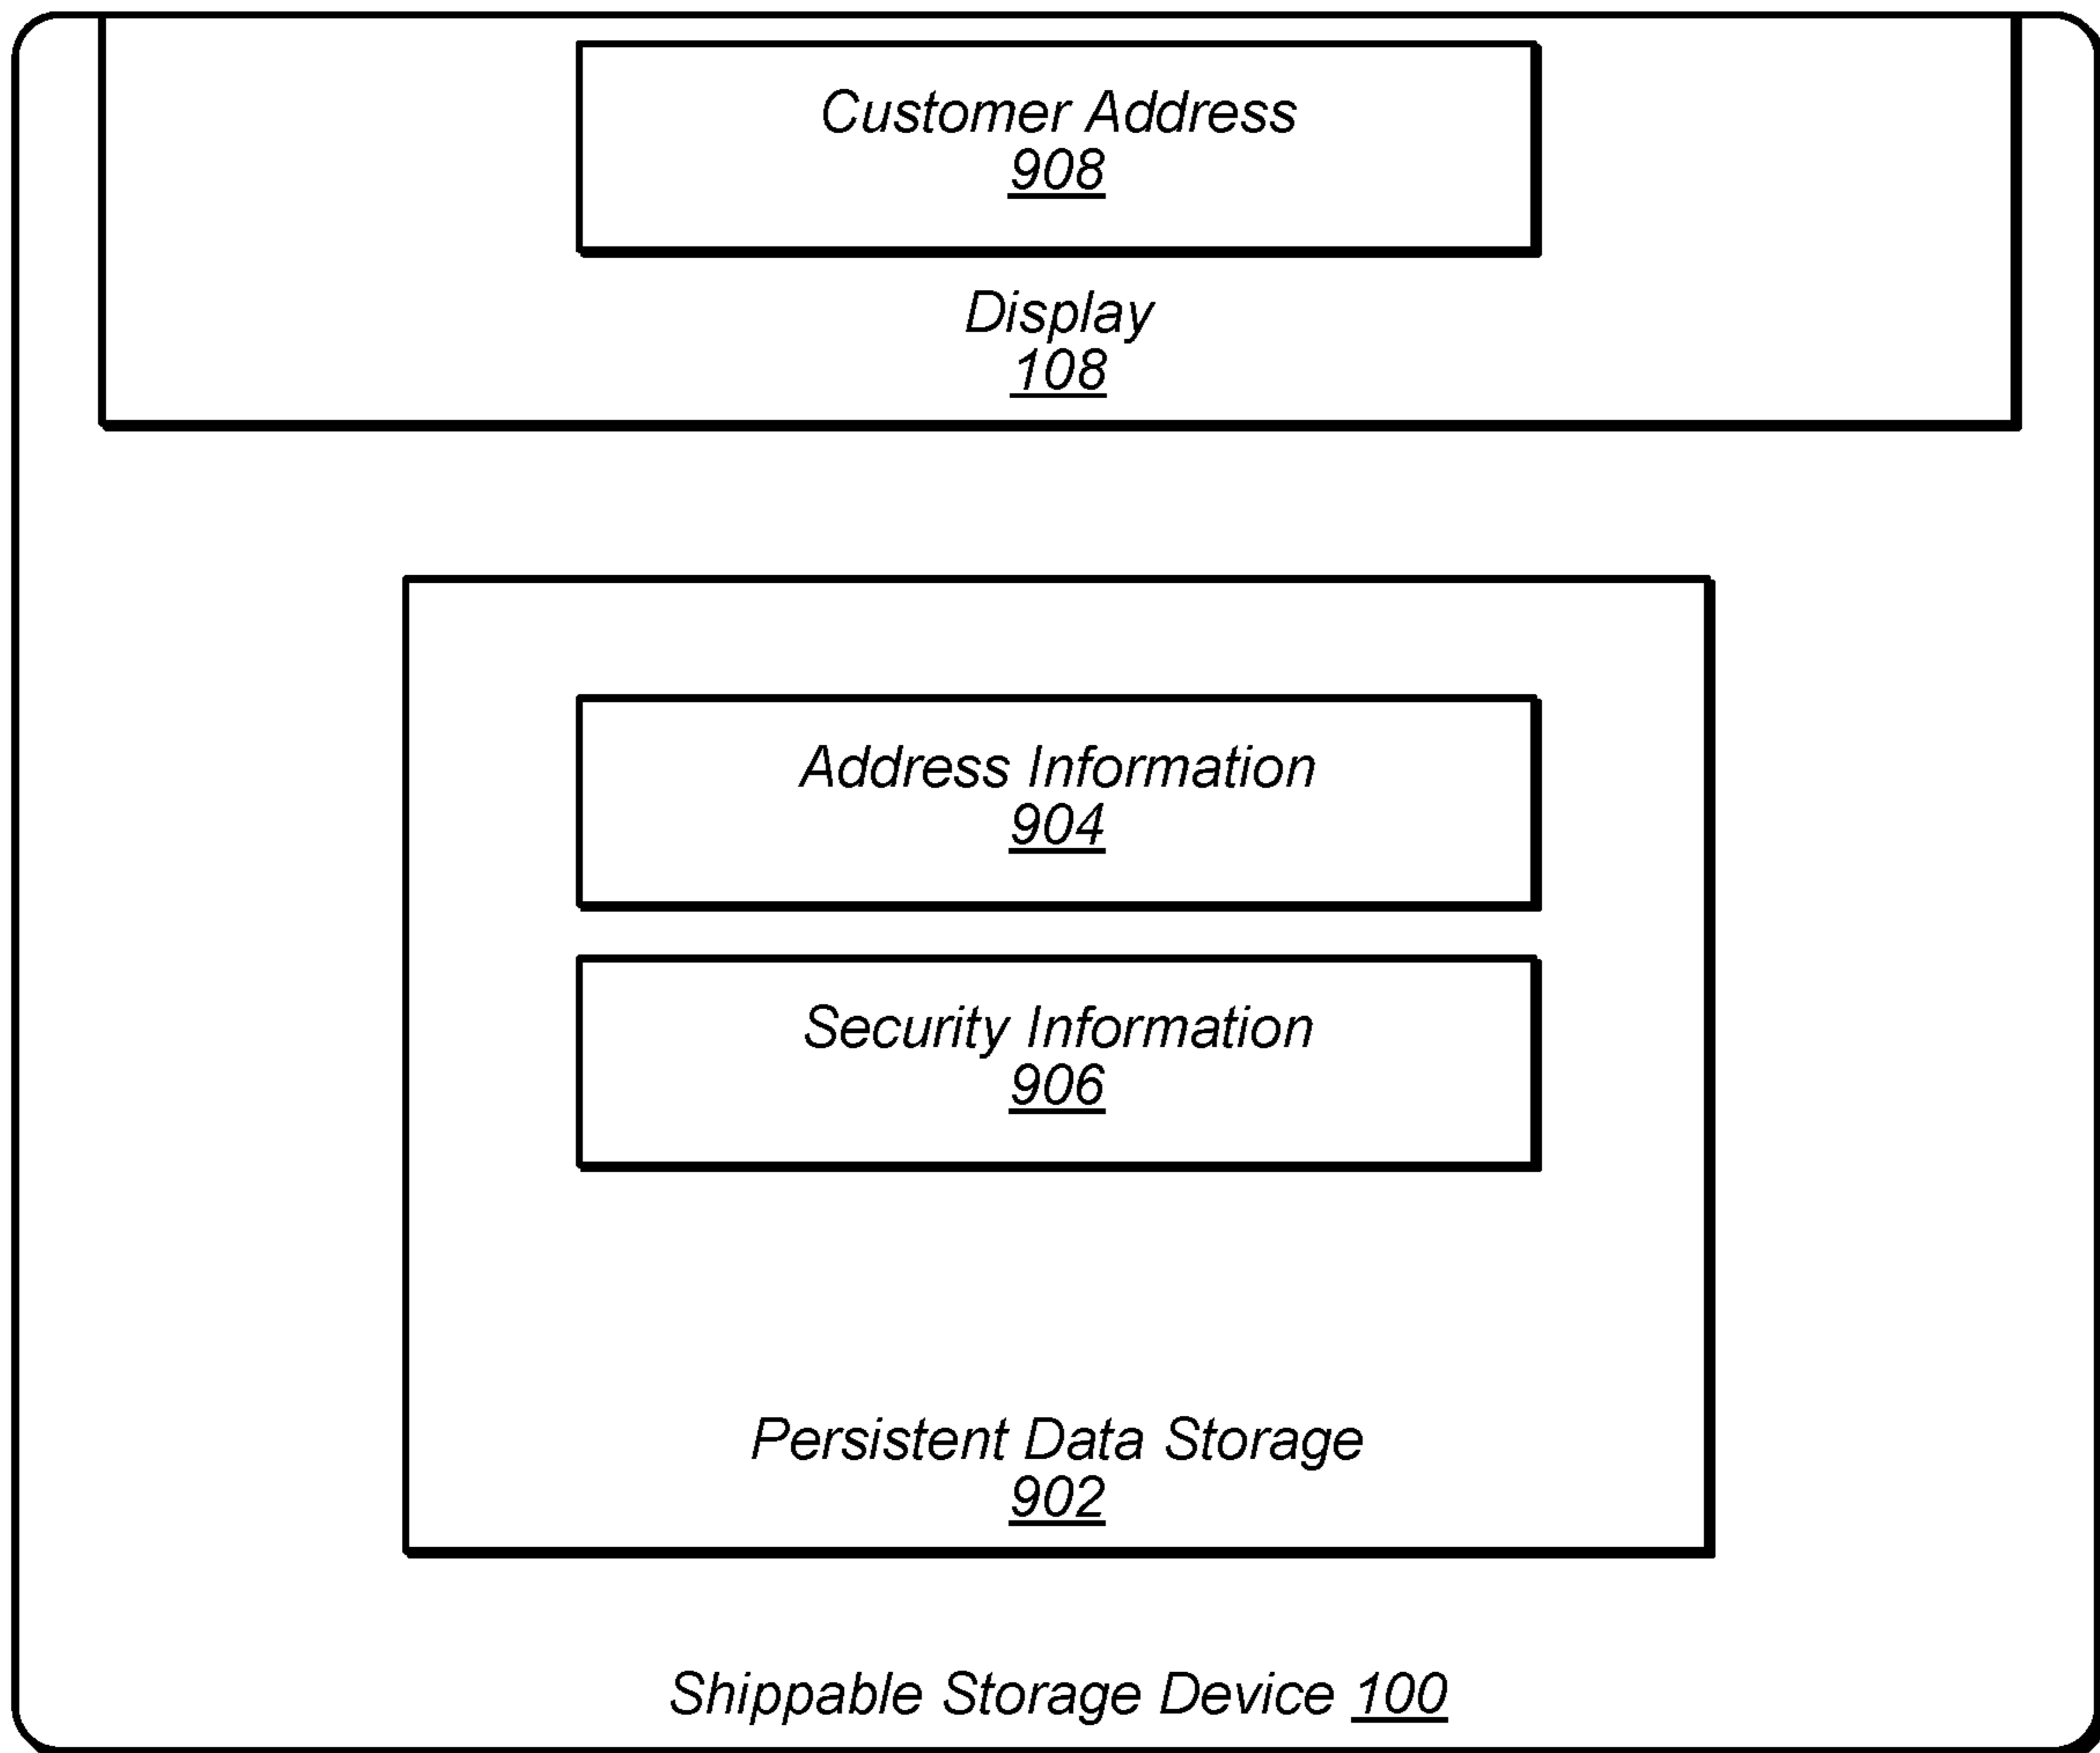 Customer Address
908
Display
108
Address Information
904
Security Information
906
Persistent Data Storage
902
Shippable Storage Device 100